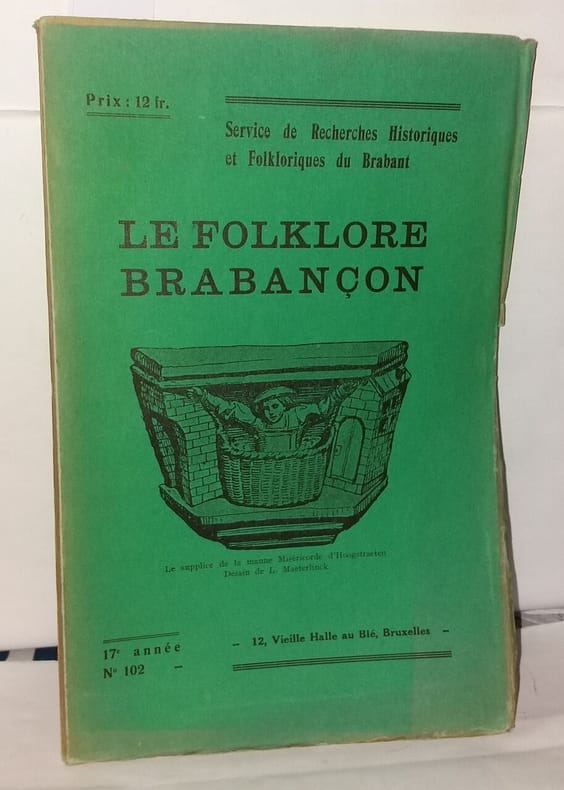 Prix : 12 fr.
Service de Recherches Historiques
et Folkloriques du Brabant
LE FOLKLORE
BRABANÇON
Le supplice de la manne Miséricorde d'Hoogstraeten
Dessin de L. Maeterlinck
17e année
No 102 —
— 12, Vieille Halle au Blé, Bruxelles —